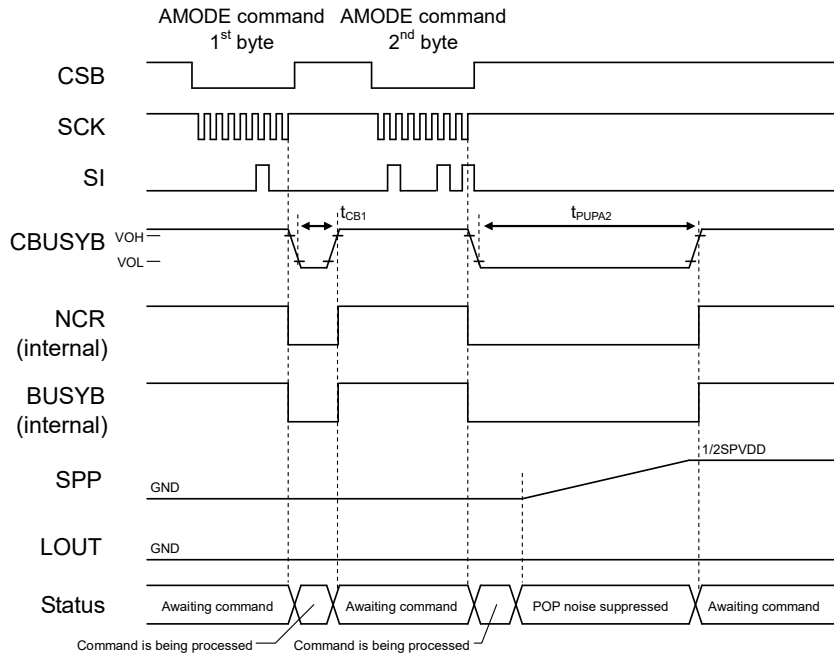 AMODE command
1st byte
AMODE command
2nd byte
CSB
SCK
SI
tCB1
tPUPA2
CBUSYB
VOH
VOL
NCR
(internal)
BUSYB
(internal)
1/2SPVDD
SPP
GND
LOUT
GND
Status
Awaiting command
Awaiting command
POP noise suppressed
Awaiting command
Command is being processed
Command is being processed